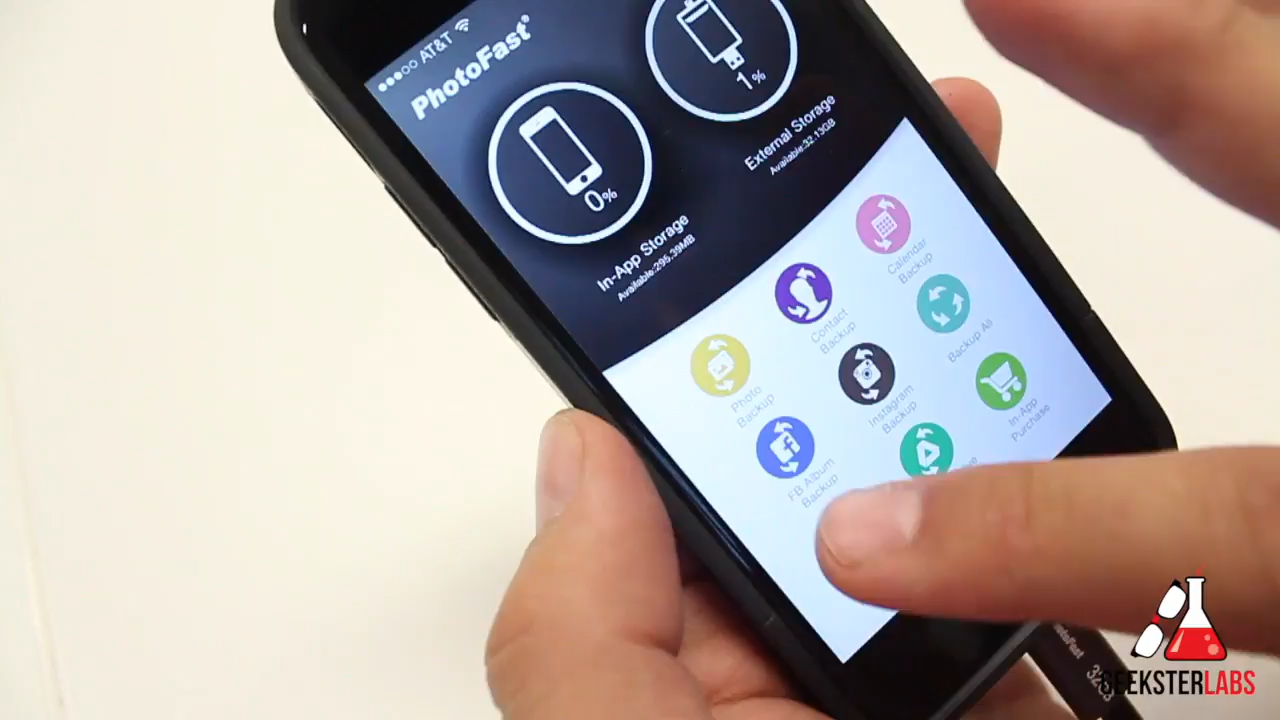 AT&T
PhotoFast®
0%
1%
In-App Storage
Available:295.39MB
External Storage
Available:32.13GB
Photo
Backup
Contact
Backup
Calendar
Backup
FB Album
Backup
Instagram
Backup
Backup All
In-App
Purchase
PhotoFast
GEEKSTERLABS